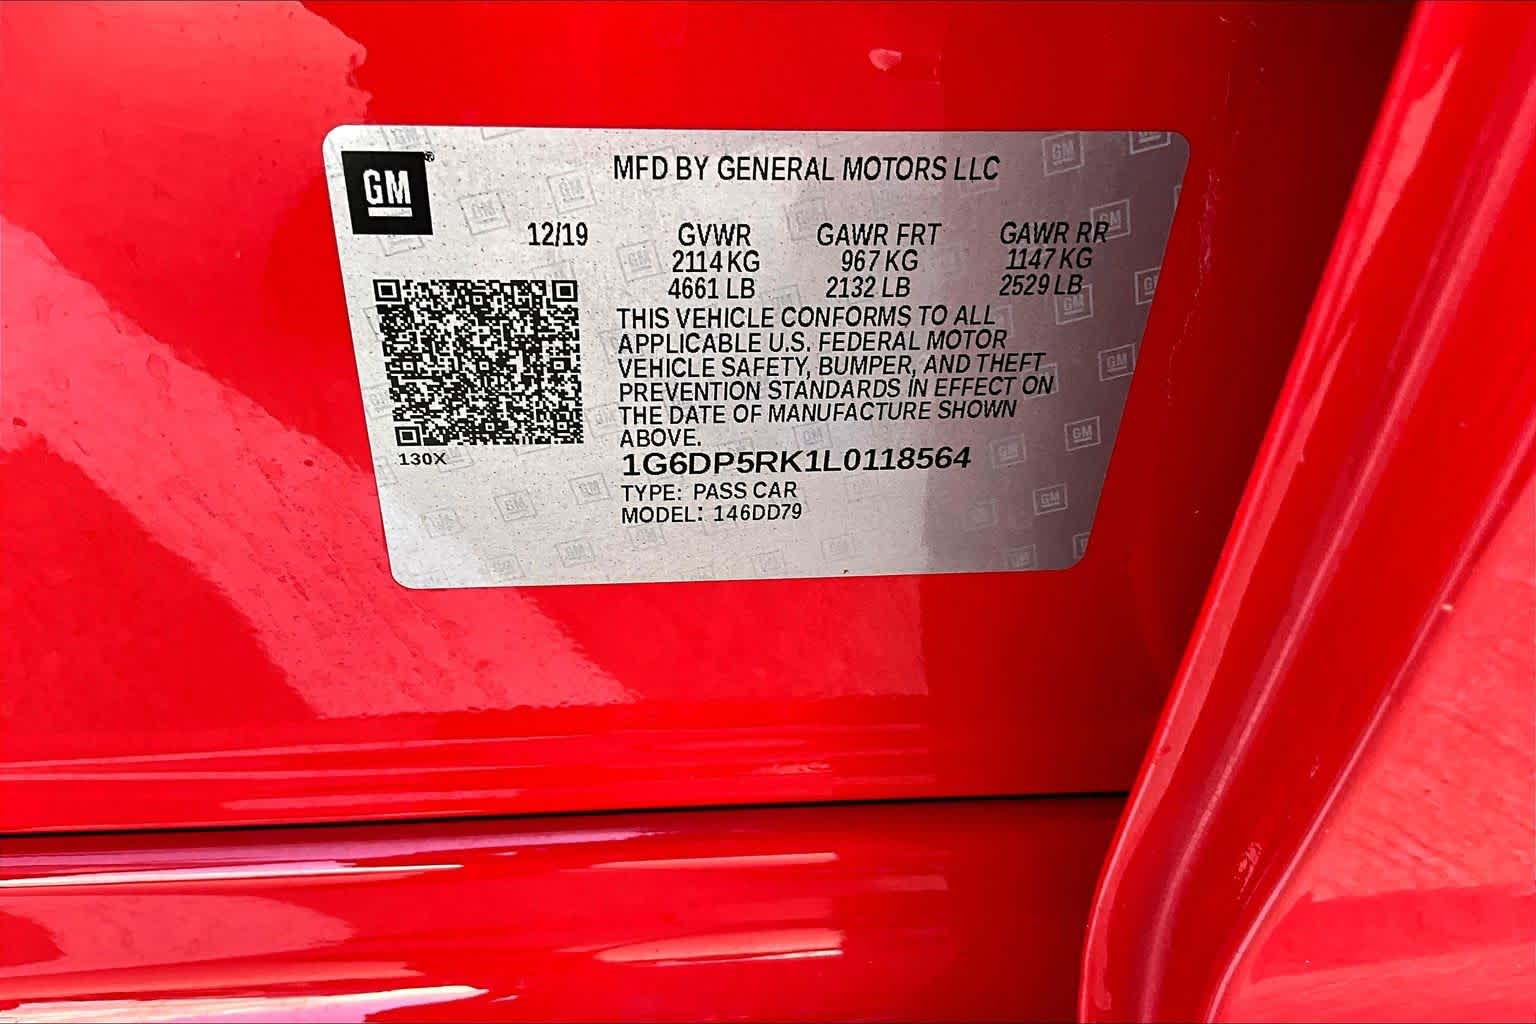 GM®
MFD BY GENERAL MOTORS LLC
12/19 GVWR GAWR FRT GAWR RR
2114 KG 967 KG 1147 KG
4661 LB 2132 LB 2529 LB
THIS VEHICLE CONFORMS TO ALL
APPLICABLE U.S. FEDERAL MOTOR
VEHICLE SAFETY, BUMPER, AND THEFT
PREVENTION STANDARDS IN EFFECT ON
THE DATE OF MANUFACTURE SHOWN
ABOVE.
130X
1G6DP5RK1L0118564
TYPE: PASS CAR
MODEL: 146DD79